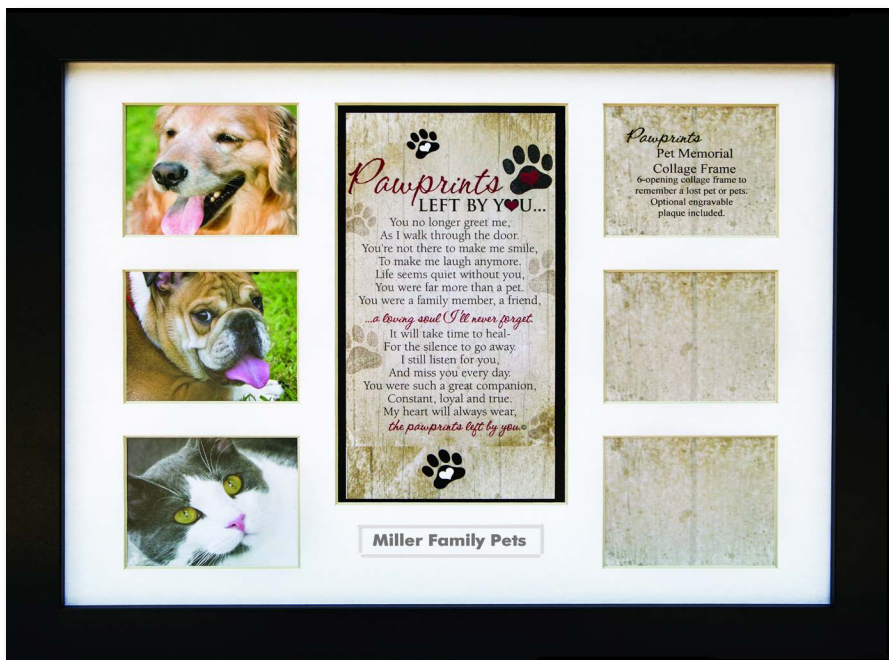 Pawprints
LEFT BY Y♥U...
You no longer greet me,
As I walk through the door.
You're not there to make me smile,
To make me laugh anymore.
Life seems quiet without you,
You were far more than a pet.
You were a family member, a friend,
...a loving soul I'll never forget.
It will take time to heal-
For the silence to go away.
I still listen for you,
And miss you every day.
You were such a great companion,
Constant, loyal and true.
My heart will always wear,
the pawprints left by you.©
Miller Family Pets
Pawprints
Pet Memorial
Collage Frame
6-opening collage frame to
remember a lost pet or pets.
Optional engravable
plaque included.